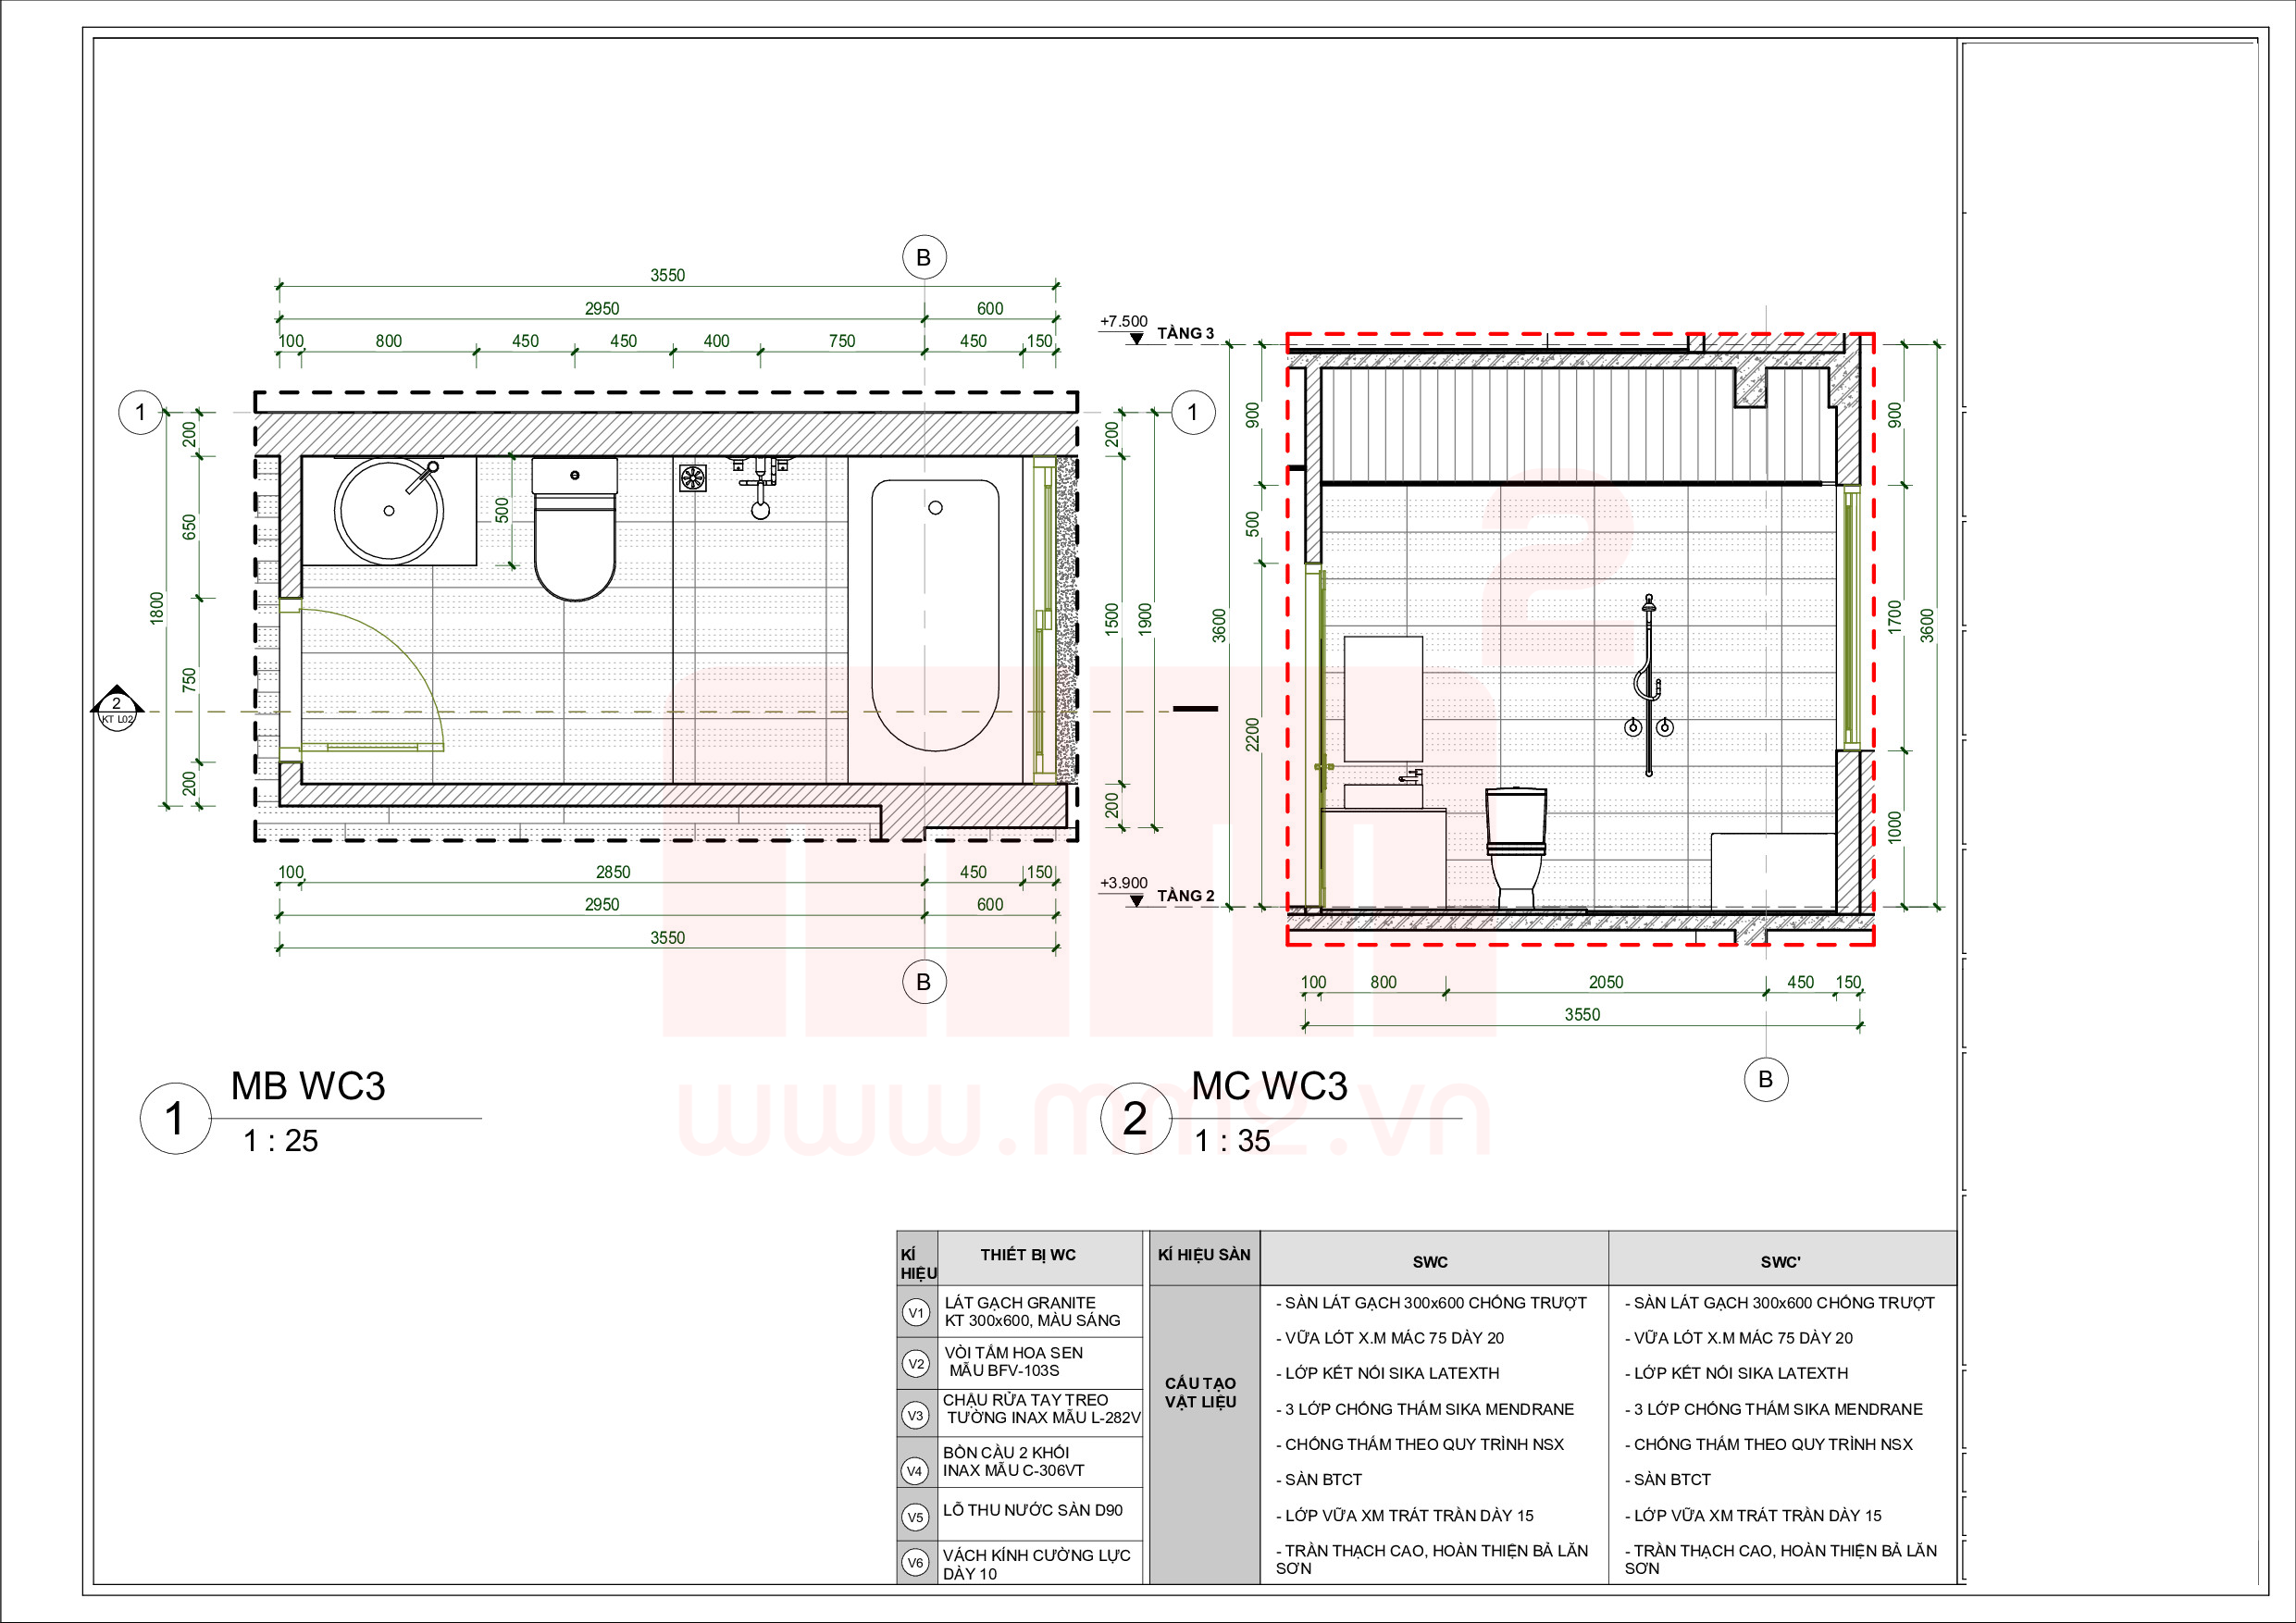 B
3550
2950
600
100
800
450
450
400
750
450
150
1
1
200
650
1800
750
200
500
200
1500
1900
200
2
KT L02
100
2850
450
150
2950
600
3550
B
1
MB WC3
1 : 25
+7.500
TẦNG 3
900
500
3600
2200
+3.900
TẦNG 2
900
1700
3600
1000
100
800
2050
450
150
3550
B
2
MC WC3
1 : 35
www.mm2.vn
KÍ HIỆU
THIẾT BỊ WC
V1
LÁT GẠCH GRANITE
KT 300x600, MÀU SÁNG
V2
VÒI TẮM HOA SEN
MẪU BFV-103S
V3
CHẬU RỬA TAY TREO
TƯỜNG INAX MẪU L-282V
V4
BỒN CẦU 2 KHỐI
INAX MẪU C-306VT
V5
LỖ THU NƯỚC SÀN D90
V6
VÁCH KÍNH CƯỜNG LỰC
DÀY 10
KÍ HIỆU SÀN
SWC
SWC'
CẤU TẠO
VẬT LIỆU
- SÀN LÁT GẠCH 300x600 CHỐNG TRƯỢT
- VỮA LÓT X.M MÁC 75 DÀY 20
- LỚP KẾT NỐI SIKA LATEXTH
- 3 LỚP CHỐNG THẤM SIKA MENDRANE
- CHỐNG THẤM THEO QUY TRÌNH NSX
- SÀN BTCT
- LỚP VỮA XM TRÁT TRẦN DÀY 15
- TRẦN THẠCH CAO, HOÀN THIỆN BẢ LĂN
SƠN
- SÀN LÁT GẠCH 300x600 CHỐNG TRƯỢT
- VỮA LÓT X.M MÁC 75 DÀY 20
- LỚP KẾT NỐI SIKA LATEXTH
- 3 LỚP CHỐNG THẤM SIKA MENDRANE
- CHỐNG THẤM THEO QUY TRÌNH NSX
- SÀN BTCT
- LỚP VỮA XM TRÁT TRẦN DÀY 15
- TRẦN THẠCH CAO, HOÀN THIỆN BẢ LĂN
SƠN